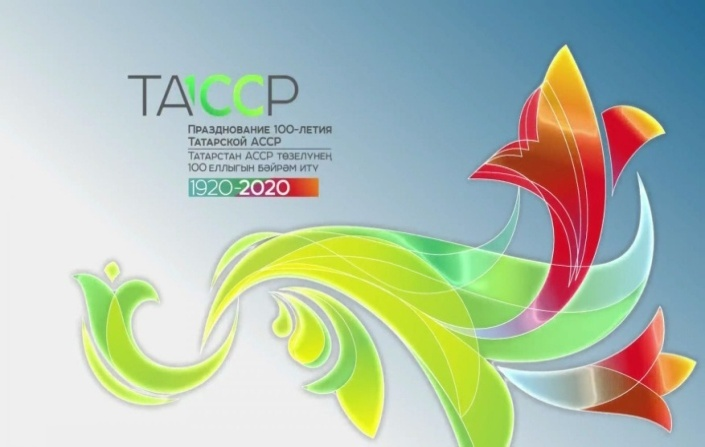 ТАССР
Празднование 100-летия
Татарской АССР
Татарстан АССР төзелүнең
100 еллыгын бәйрәм итү
1920-2020